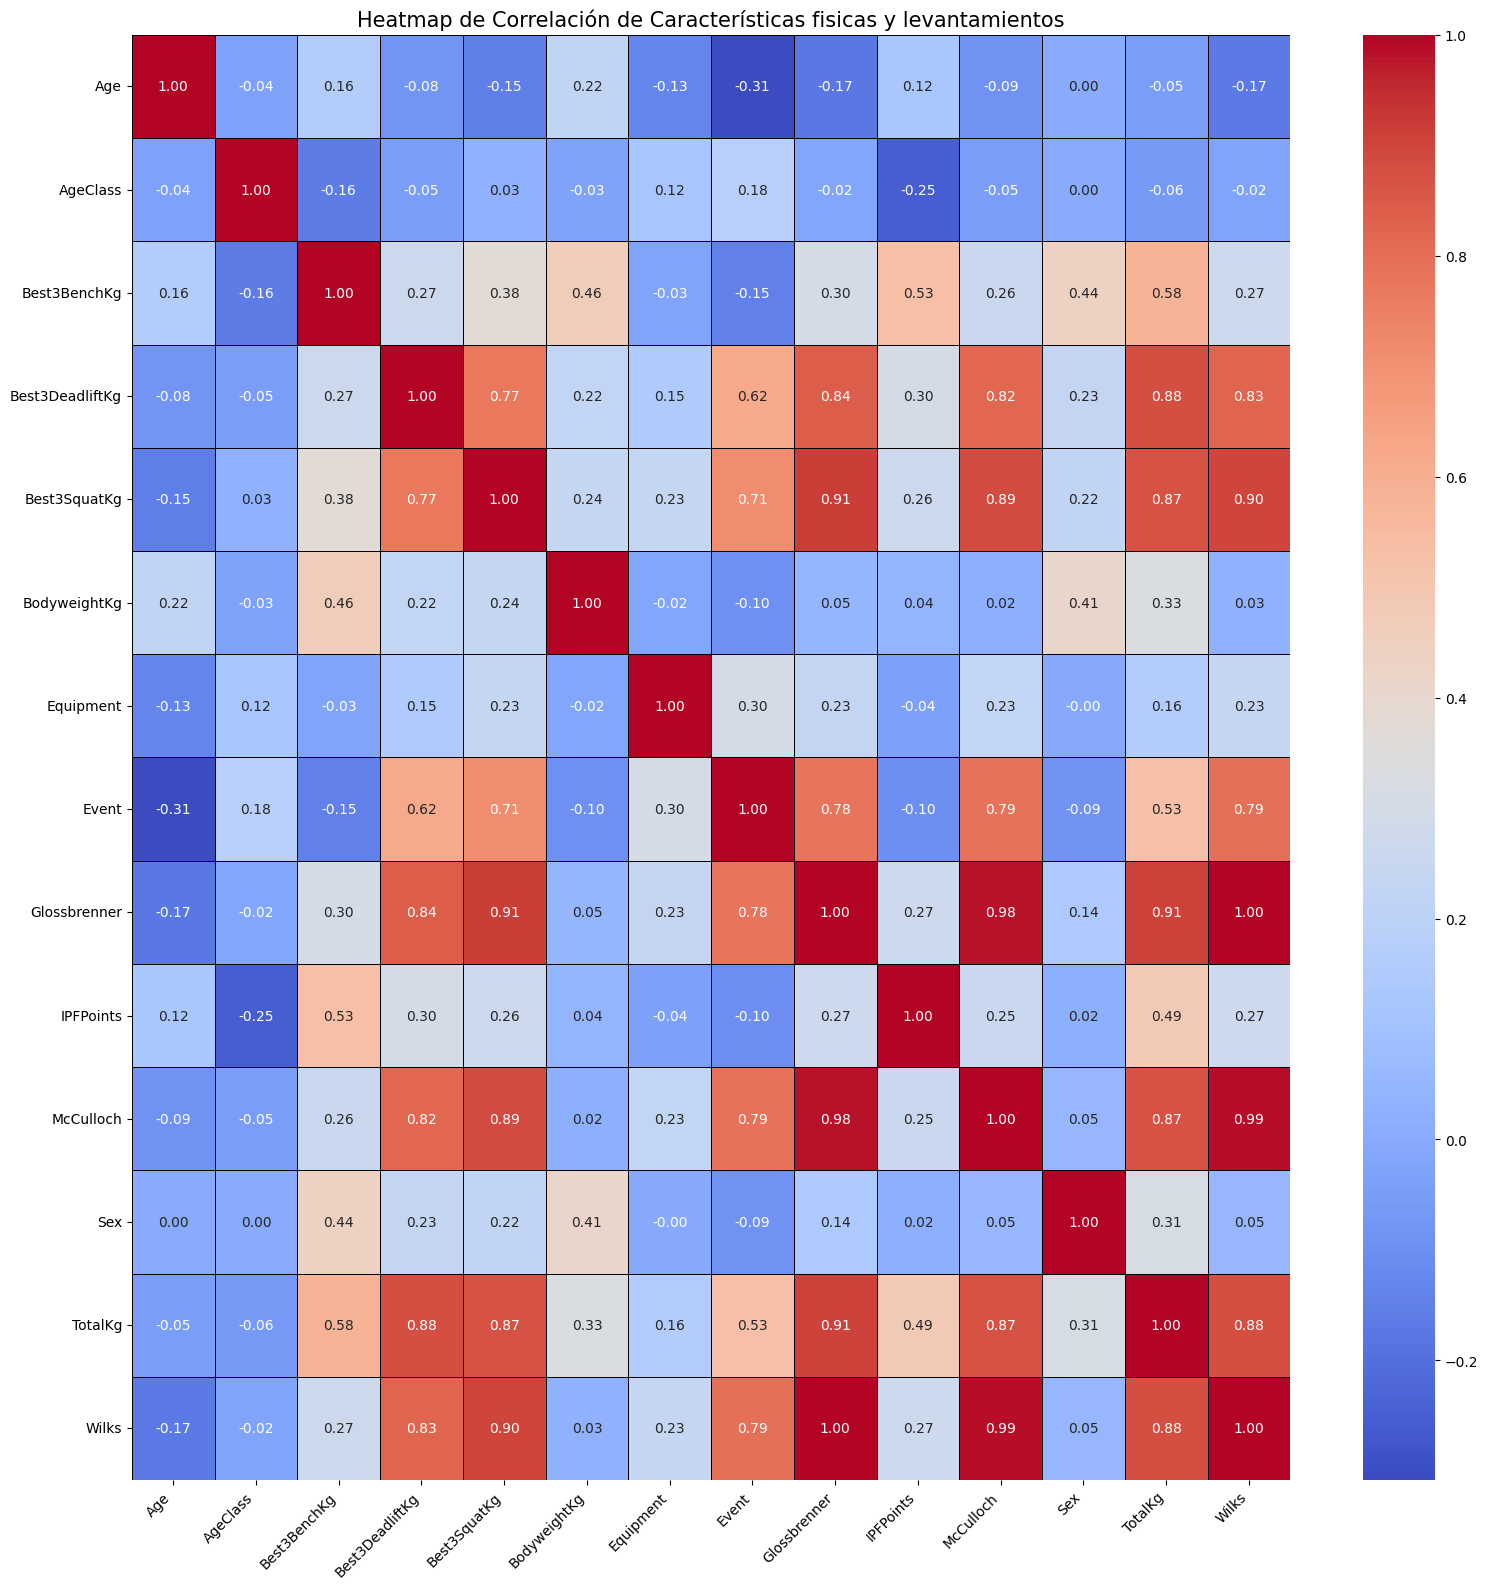 Heatmap de Correlación de Características fisicas y levantamientos
Age 1.00 -0.04 0.16 -0.08 -0.15 0.22 -0.13 -0.31 -0.17 0.12 -0.09 0.00 -0.05 -0.17
AgeClass -0.04 1.00 -0.16 -0.05 0.03 -0.03 0.12 0.18 -0.02 -0.25 -0.05 0.00 -0.06 -0.02
Best3BenchKg 0.16 -0.16 1.00 0.27 0.38 0.46 -0.03 -0.15 0.30 0.53 0.26 0.44 0.58 0.27
Best3DeadliftKg -0.08 -0.05 0.27 1.00 0.77 0.22 0.15 0.62 0.84 0.30 0.82 0.23 0.88 0.83
Best3SquatKg -0.15 0.03 0.38 0.77 1.00 0.24 0.23 0.71 0.91 0.26 0.89 0.22 0.87 0.90
BodyweightKg 0.22 -0.03 0.46 0.22 0.24 1.00 -0.02 -0.10 0.05 0.04 0.02 0.41 0.33 0.03
Equipment -0.13 0.12 -0.03 0.15 0.23 -0.02 1.00 0.30 0.23 -0.04 0.23 -0.00 0.16 0.23
Event -0.31 0.18 -0.15 0.62 0.71 -0.10 0.30 1.00 0.78 -0.10 0.79 -0.09 0.53 0.79
Glossbrenner -0.17 -0.02 0.30 0.84 0.91 0.05 0.23 0.78 1.00 0.27 0.98 0.14 0.91 1.00
IPFPoints 0.12 -0.25 0.53 0.30 0.26 0.04 -0.04 -0.10 0.27 1.00 0.25 0.02 0.49 0.27
McCulloch -0.09 -0.05 0.26 0.82 0.89 0.02 0.23 0.79 0.98 0.25 1.00 0.05 0.87 0.99
Sex 0.00 0.00 0.44 0.23 0.22 0.41 -0.00 -0.09 0.14 0.02 0.05 1.00 0.31 0.05
TotalKg -0.05 -0.06 0.58 0.88 0.87 0.33 0.16 0.53 0.91 0.49 0.87 0.31 1.00 0.88
Wilks -0.17 -0.02 0.27 0.83 0.90 0.03 0.23 0.79 1.00 0.27 0.99 0.05 0.88 1.00
Age AgeClass Best3BenchKg Best3DeadliftKg Best3SquatKg BodyweightKg Equipment Event Glossbrenner IPFPoints McCulloch Sex TotalKg Wilks
1.0
0.8
0.6
0.4
0.2
0.0
−0.2